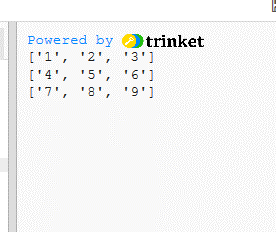 Powered by trinket
['1', '2', '3']
['4', '5', '6']
['7', '8', '9']